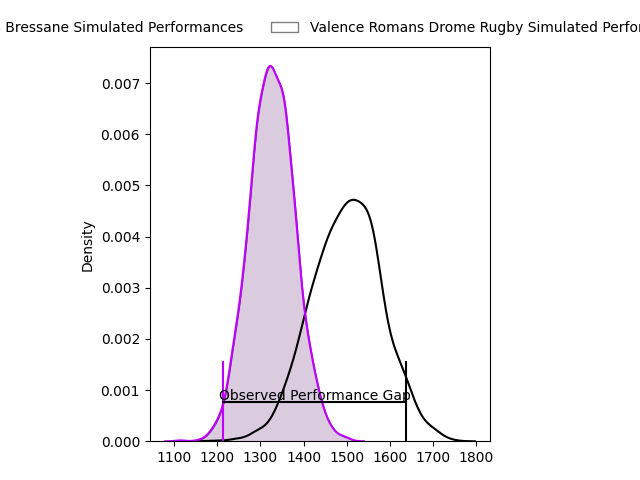 Bressane Simulated Performances
Valence Romans Drome Rugby Simulated Perfo
0.007
0.006
0.005
0.004
0.003
0.002
0.001
0.000
Density
Observed Performance Gap
1100 1200 1300 1400 1500 1600 1700 1800